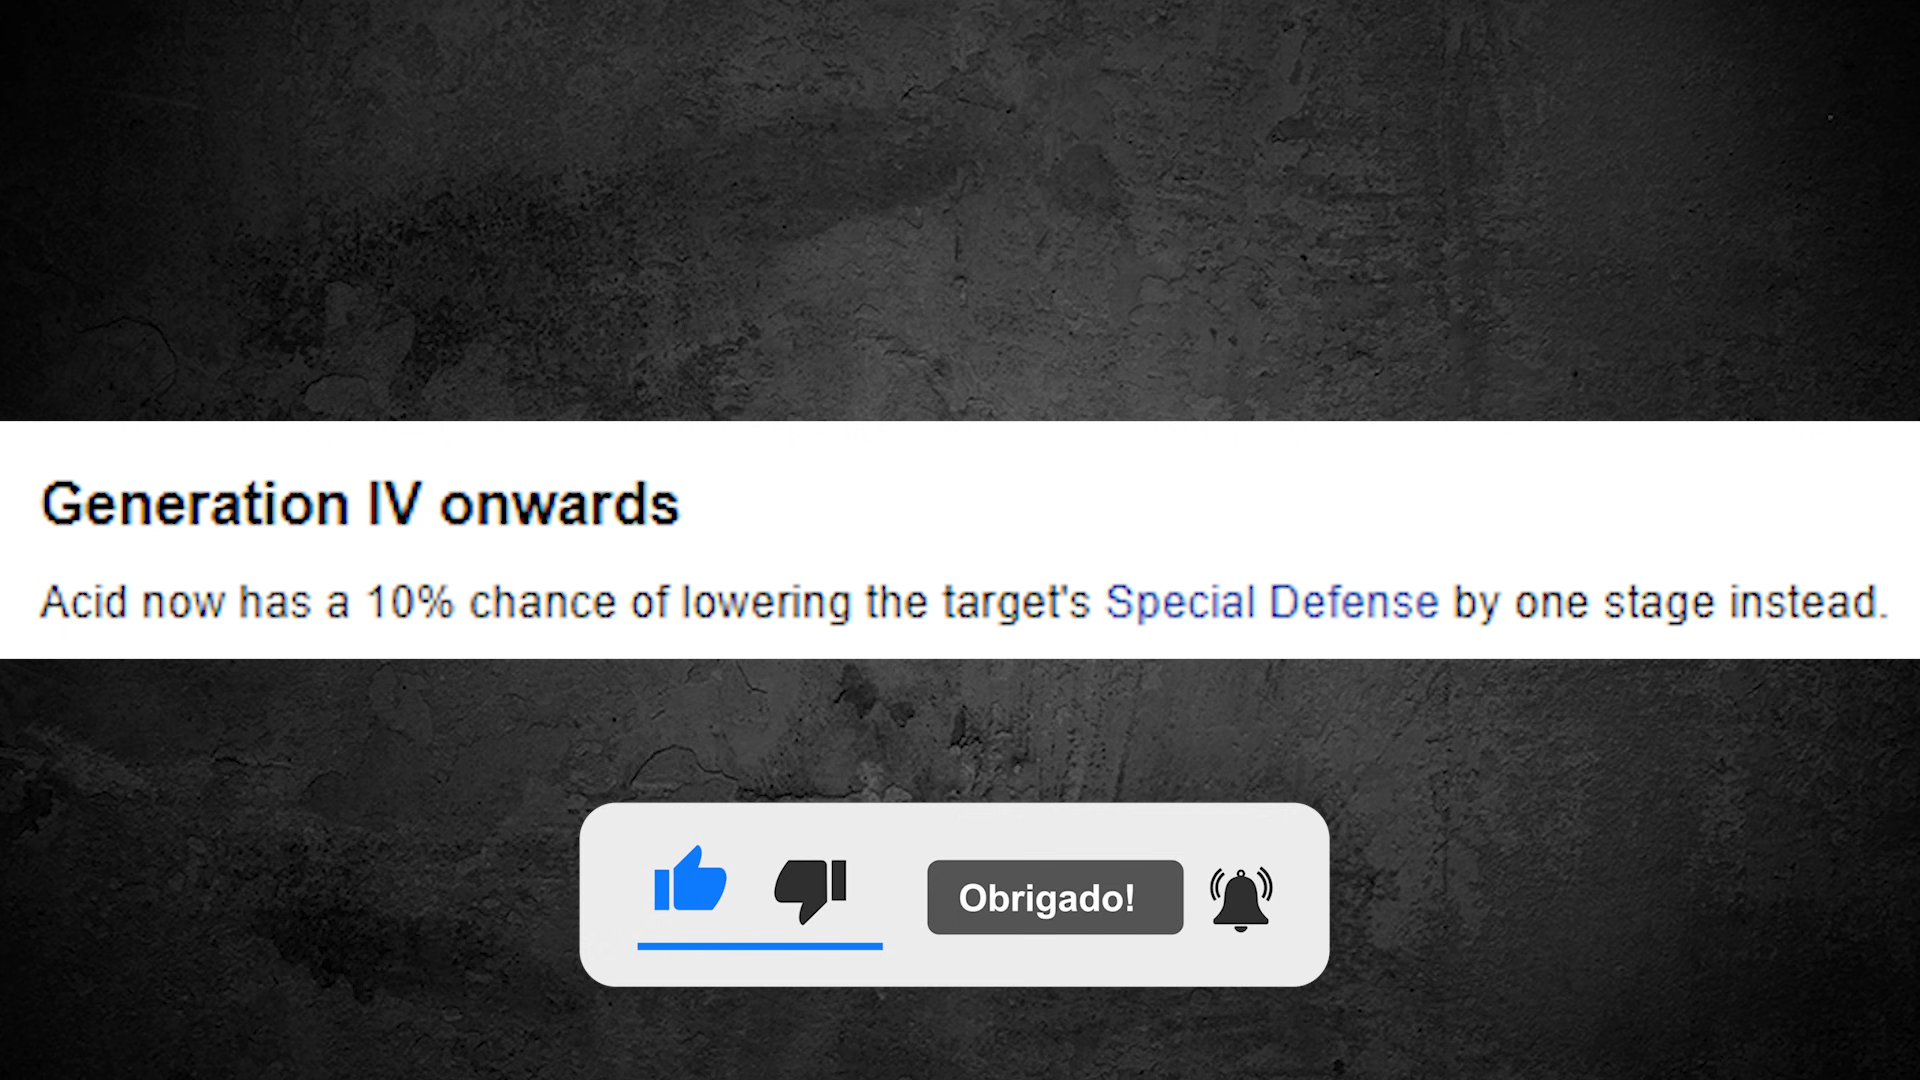 Generation IV onwards
Acid now has a 10% chance of lowering the target's Special Defense by one stage instead.
Obrigado!